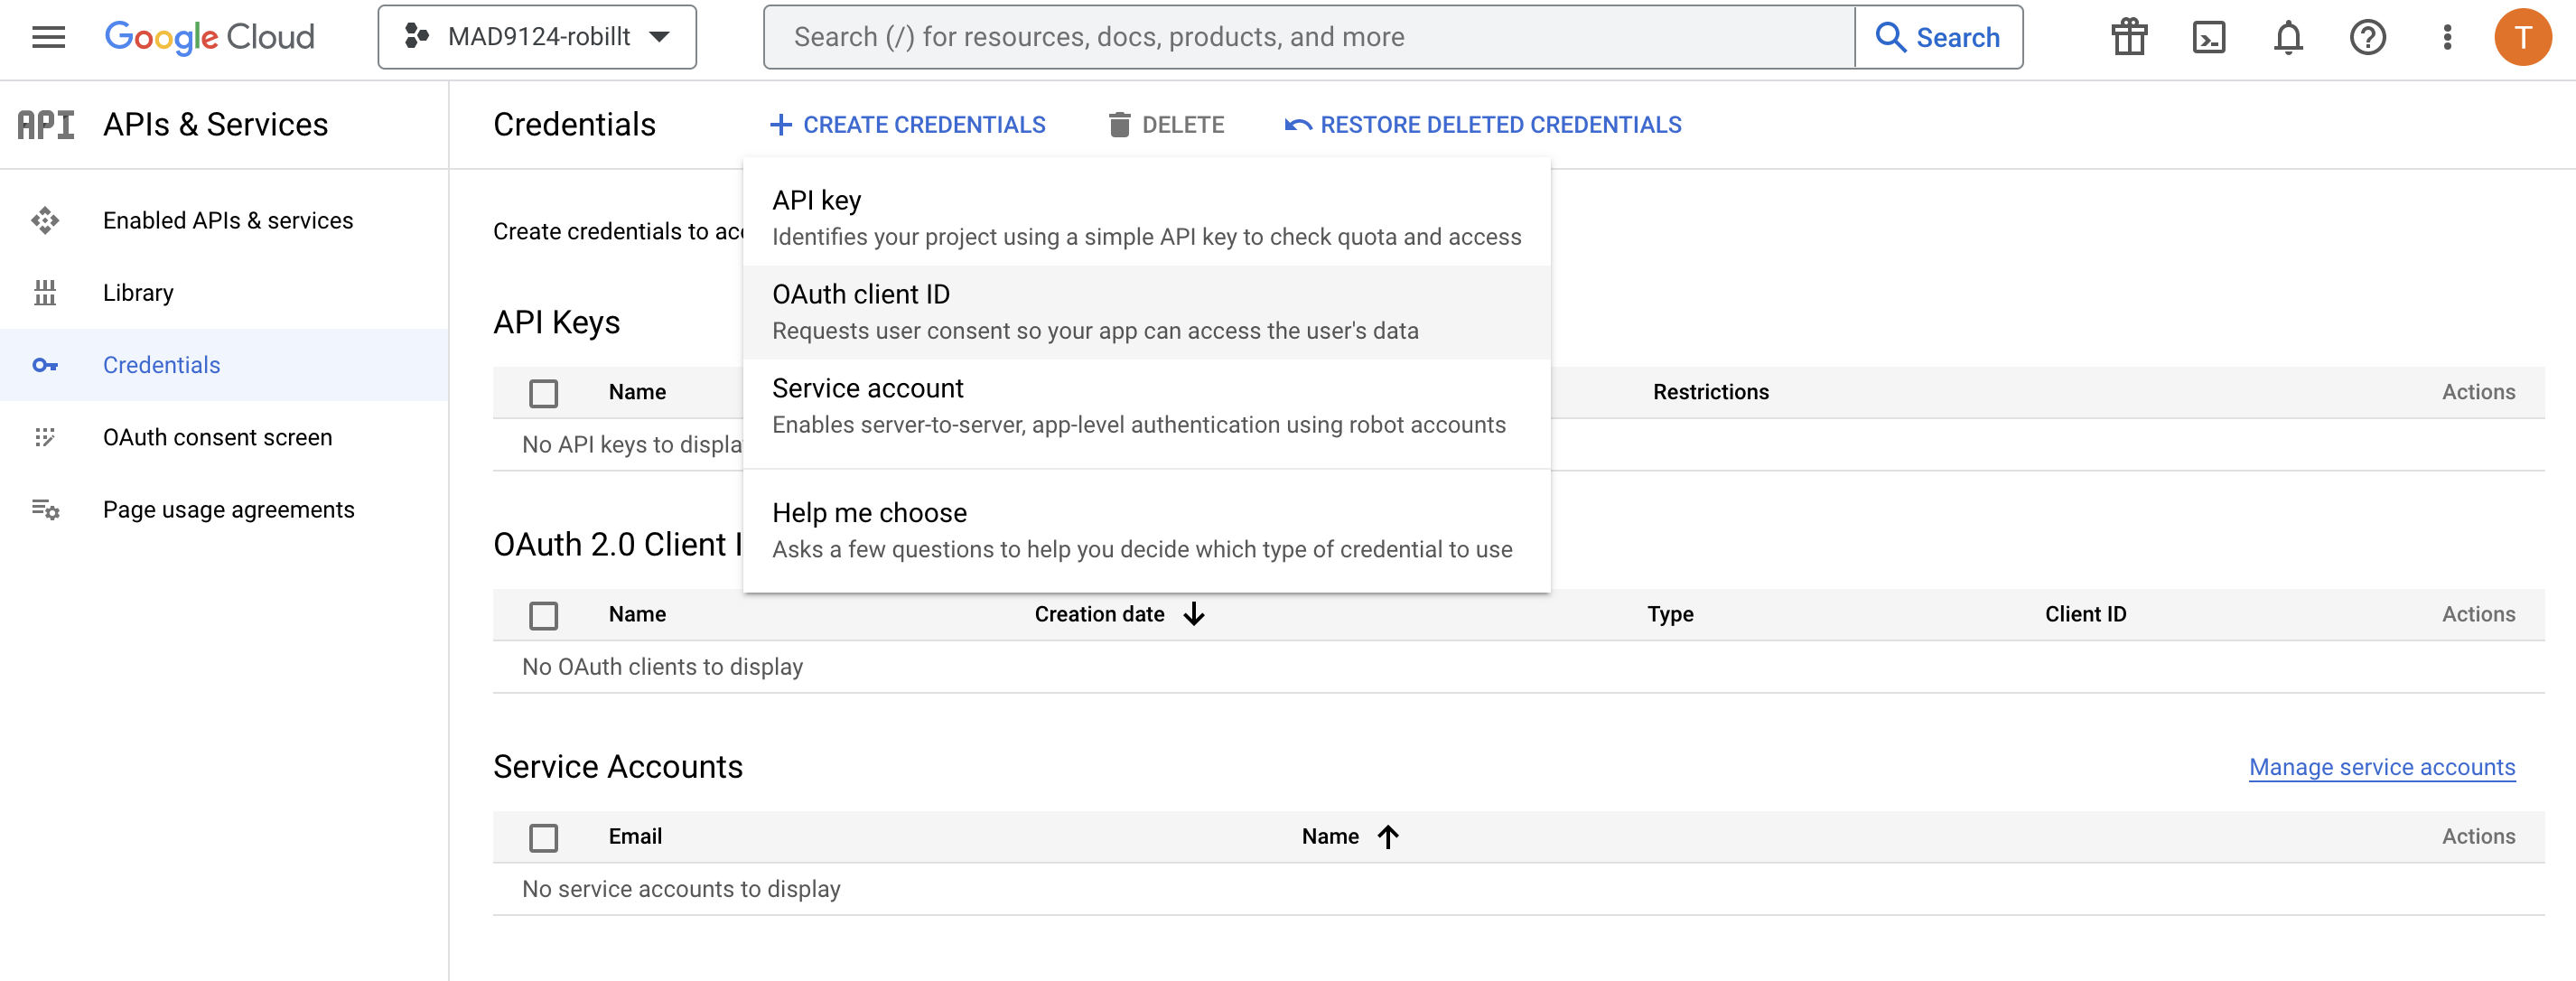 Google Cloud
MAD9124-robillt
Search (/) for resources, docs, products, and more
Search
T
API
APIs & Services
Credentials
CREATE CREDENTIALS
DELETE
RESTORE DELETED CREDENTIALS
Enabled APIs & services
Library
Credentials
OAuth consent screen
Page usage agreements
Create credentials to acc
API key
Identifies your project using a simple API key to check quota and access
OAuth client ID
Requests user consent so your app can access the user's data
Service account
Enables server-to-server, app-level authentication using robot accounts
Help me choose
Asks a few questions to help you decide which type of credential to use
API Keys
Name
Restrictions
Actions
No API keys to displa
OAuth 2.0 Client I
Name
Creation date
Type
Client ID
Actions
No OAuth clients to display
Service Accounts
Manage service accounts
Email
Name
Actions
No service accounts to display